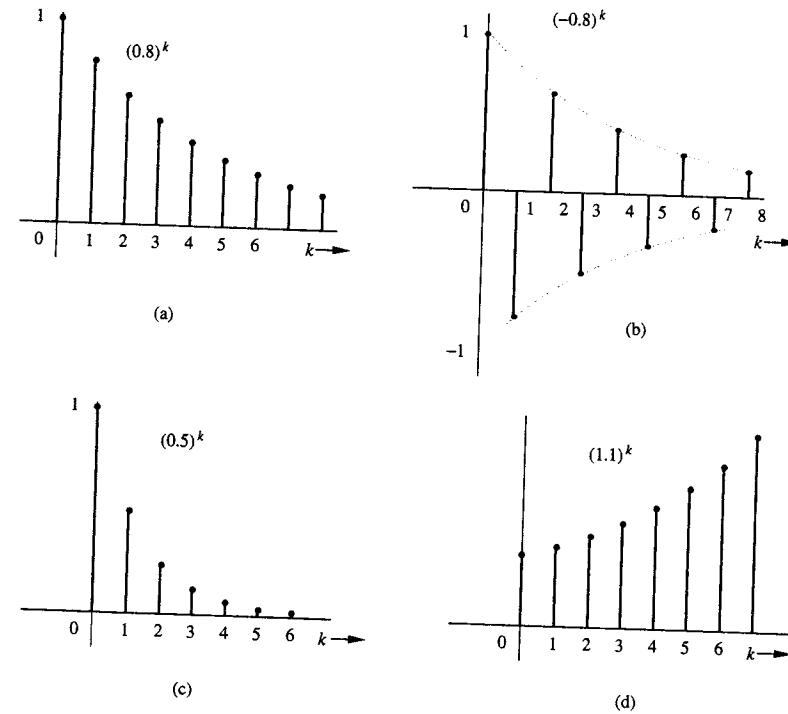 1
(0.8)^k
0 1 2 3 4 5 6 k
(a)
(−0.8)^k
1
0 1 2 3 4 5 6 7 8
k
−1
(b)
1
(0.5)^k
0 1 2 3 4 5 6 k
(c)
(1.1)^k
0 1 2 3 4 5 6 k
(d)